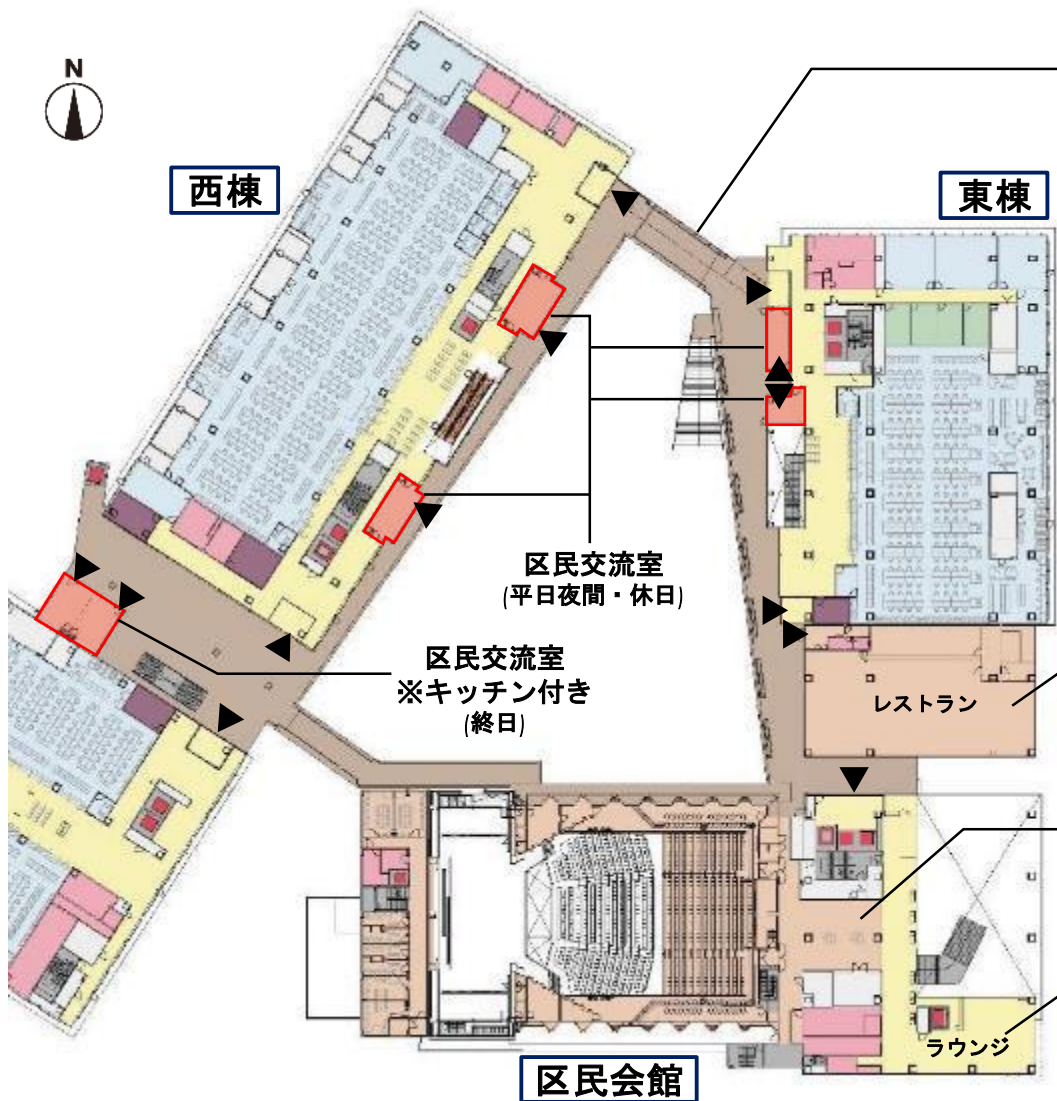 N
西棟
東棟
区民交流室
(平日夜間・休日)
区民交流室
※キッチン付き
(終日)
レストラン
ラウンジ
区民会館